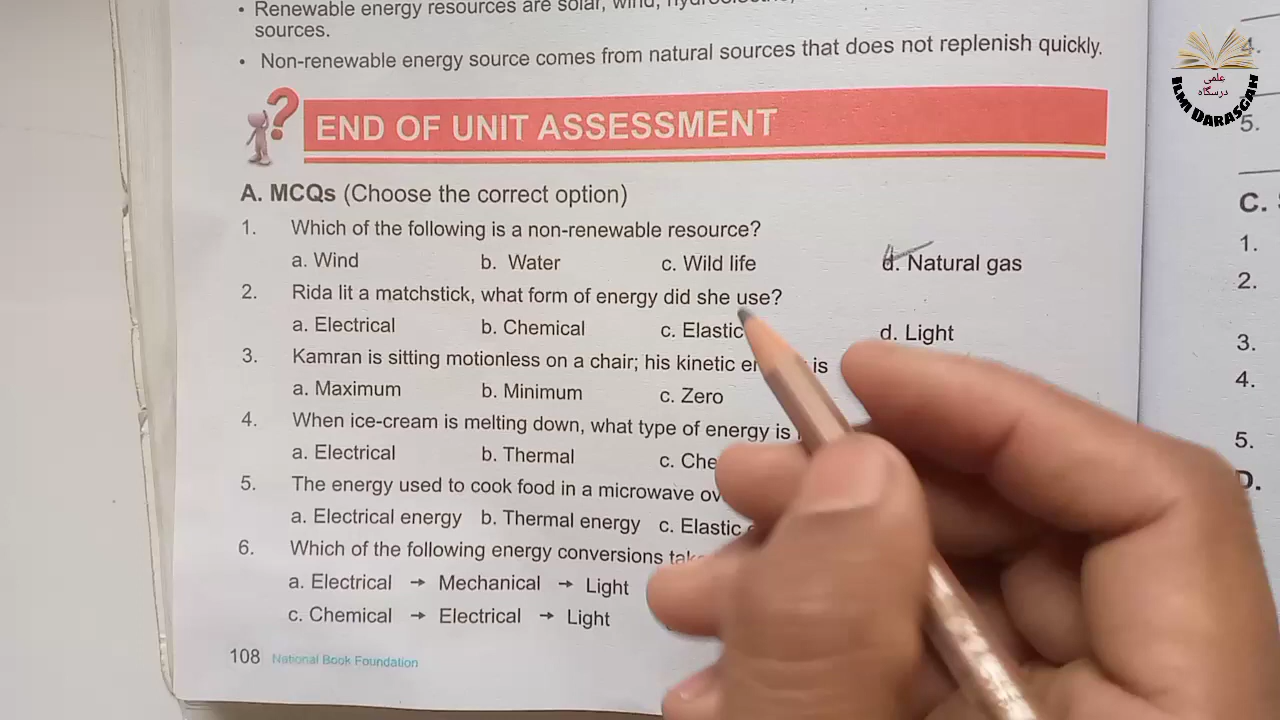 • Renewable energy resources are solar, wind, hydroelectric,
sources.
• Non-renewable energy source comes from natural sources that does not replenish quickly.
END OF UNIT ASSESSMENT
A. MCQs (Choose the correct option)
1. Which of the following is a non-renewable resource?
a. Wind b. Water c. Wild life d. Natural gas
2. Rida lit a matchstick, what form of energy did she use?
a. Electrical b. Chemical c. Elastic d. Light
3. Kamran is sitting motionless on a chair; his kinetic is
a. Maximum b. Minimum c. Zero
4. When ice-cream is melting down, what type of energy is
a. Electrical b. Thermal c.
5. The energy used to cook food in a microwave
a. Electrical energy b. Thermal energy c. Elastic
6. Which of the following energy conversions
a. Electrical → Mechanical → Light
c. Chemical → Electrical → Light
108 National Book Foundation
علمی
درسگاه
ILMI DARASGAH
4.
5.
C.
1.
2.
3.
4.
5.
D.